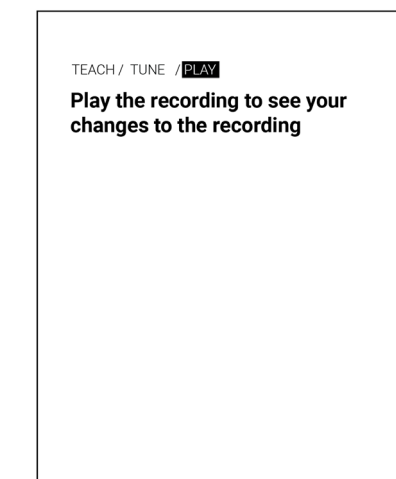 TEACH / TUNE / PLAY
Play the recording to see your
changes to the recording